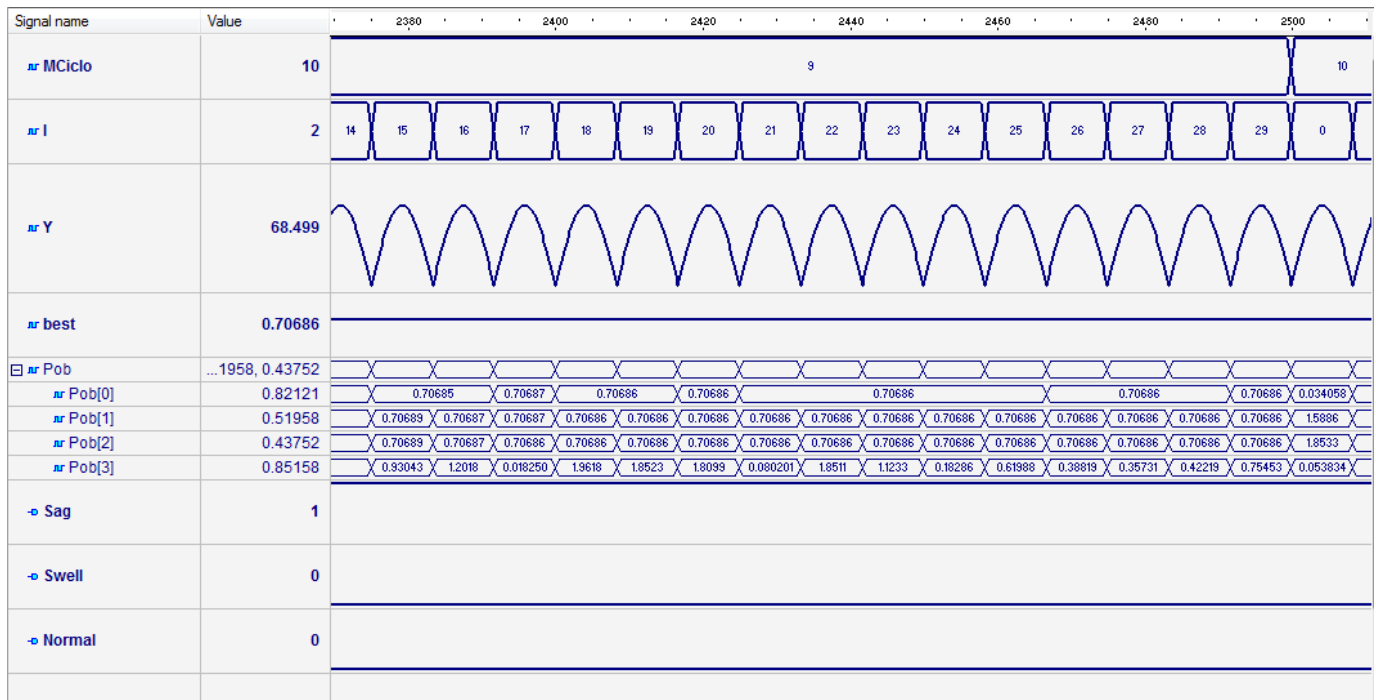 Signal name Value 2380 2400 2420 2440 2460 2480 2500
MCiclo 10 9 10
I 2 14 15 16 17 18 19 20 21 22 23 24 25 26 27 28 29 0
Y 68.499
best 0.70686
Pob ...1958, 0.43752
Pob[0] 0.82121 0.70685 0.70687 0.70686 0.70686 0.70686 0.70686 0.70686 0.034058
Pob[1] 0.51958 0.70689 0.70687 0.70687 0.70686 0.70686 0.70686 0.70686 0.70686 0.70686 0.70686 0.70686 0.70686 0.70686 0.70686 0.70686 1.5886
Pob[2] 0.43752 0.70689 0.70687 0.70686 0.70686 0.70686 0.70686 0.70686 0.70686 0.70686 0.70686 0.70686 0.70686 0.70686 0.70686 0.70686 1.8533
Pob[3] 0.85158 0.93043 1.2018 0.018250 1.9618 1.8523 1.8099 0.080201 1.8511 1.1233 0.18286 0.61988 0.38819 0.35731 0.42219 0.75453 0.053834
Sag 1
Swell 0
Normal 0